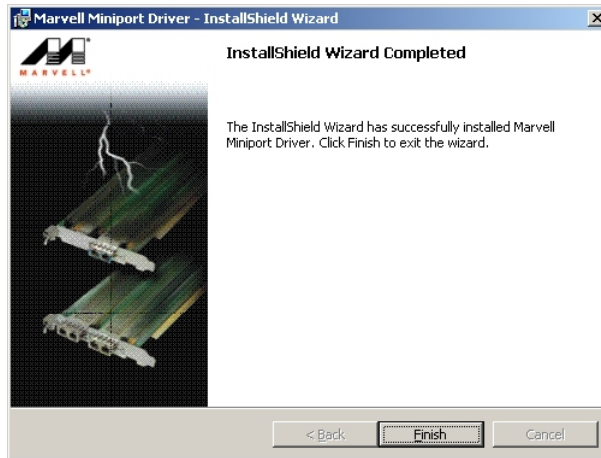 Marvell Miniport Driver - InstallShield Wizard
MARVELL®
InstallShield Wizard Completed
The InstallShield Wizard has successfully installed Marvell
Miniport Driver. Click Finish to exit the wizard.
< Back
Finish
Cancel